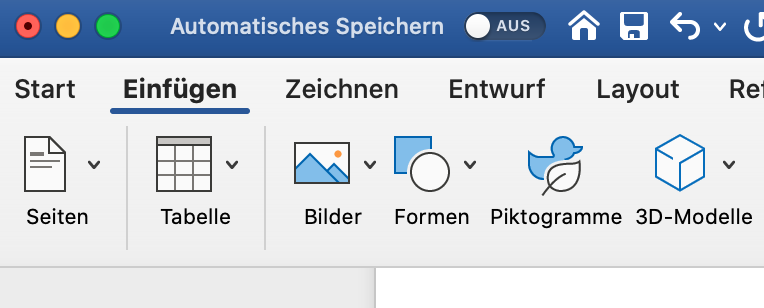 Automatisches Speichern AUS
Start Einfügen Zeichnen Entwurf Layout
Seiten Tabelle Bilder Formen Piktogramme 3D-Modelle